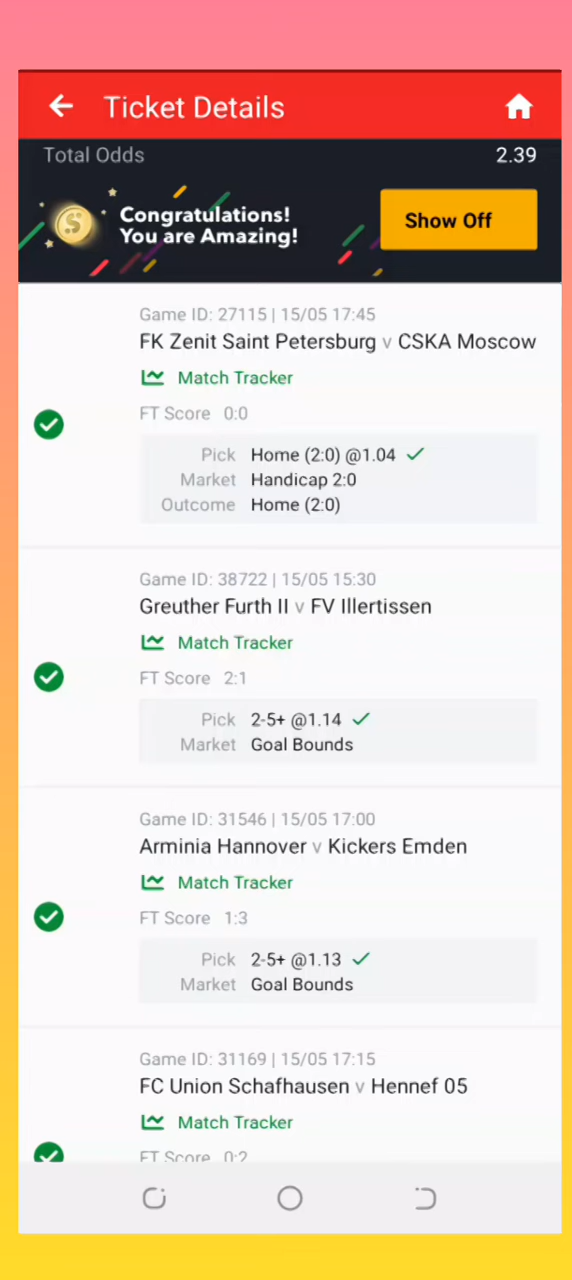 Ticket Details
Total Odds 2.39
Congratulations!
You are Amazing!
Show Off
Game ID: 27115 | 15/05 17:45
FK Zenit Saint Petersburg v CSKA Moscow
Match Tracker
FT Score 0:0
Pick Home (2:0) @1.04
Market Handicap 2:0
Outcome Home (2:0)
Game ID: 38722 | 15/05 15:30
Greuther Furth II v FV Illertissen
Match Tracker
FT Score 2:1
Pick 2-5+ @1.14
Market Goal Bounds
Game ID: 31546 | 15/05 17:00
Arminia Hannover v Kickers Emden
Match Tracker
FT Score 1:3
Pick 2-5+ @1.13
Market Goal Bounds
Game ID: 31169 | 15/05 17:15
FC Union Schafhausen v Hennef 05
Match Tracker
FT Score 0:2